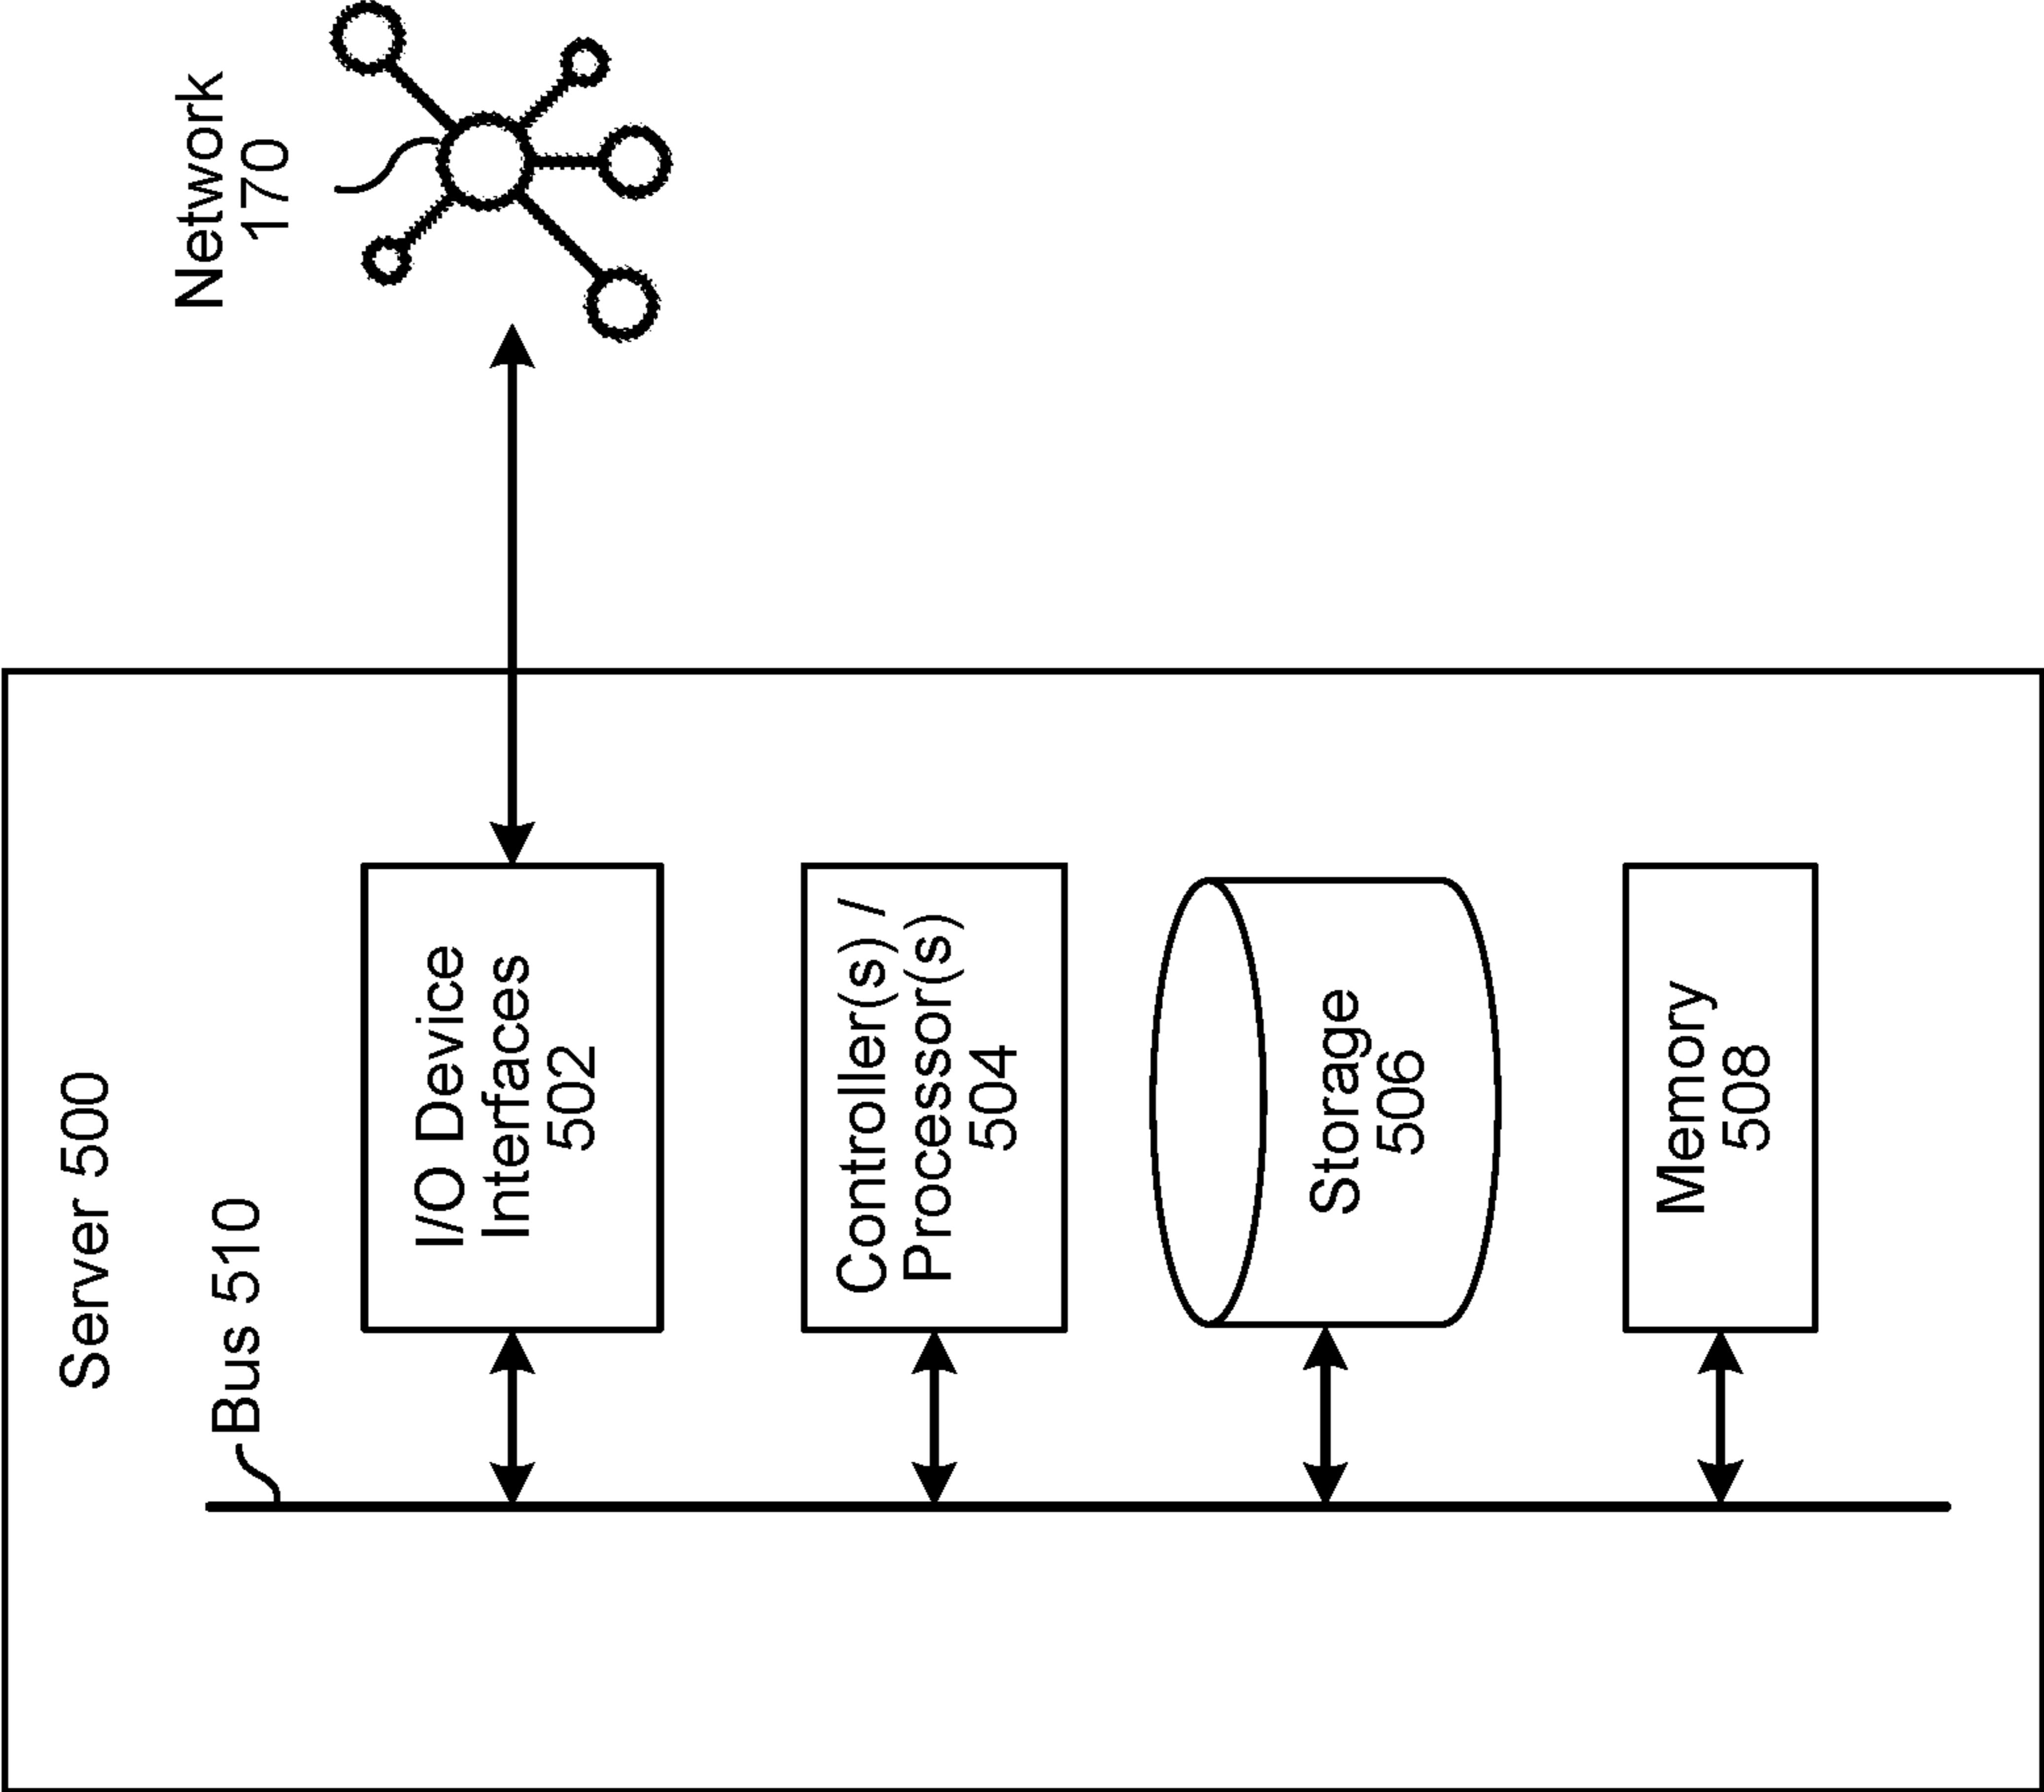 Server 500
Bus 510
I/O Device
Interfaces
502
Network
170
Controller(s) /
Processor(s)
504
Storage
506
Memory
508